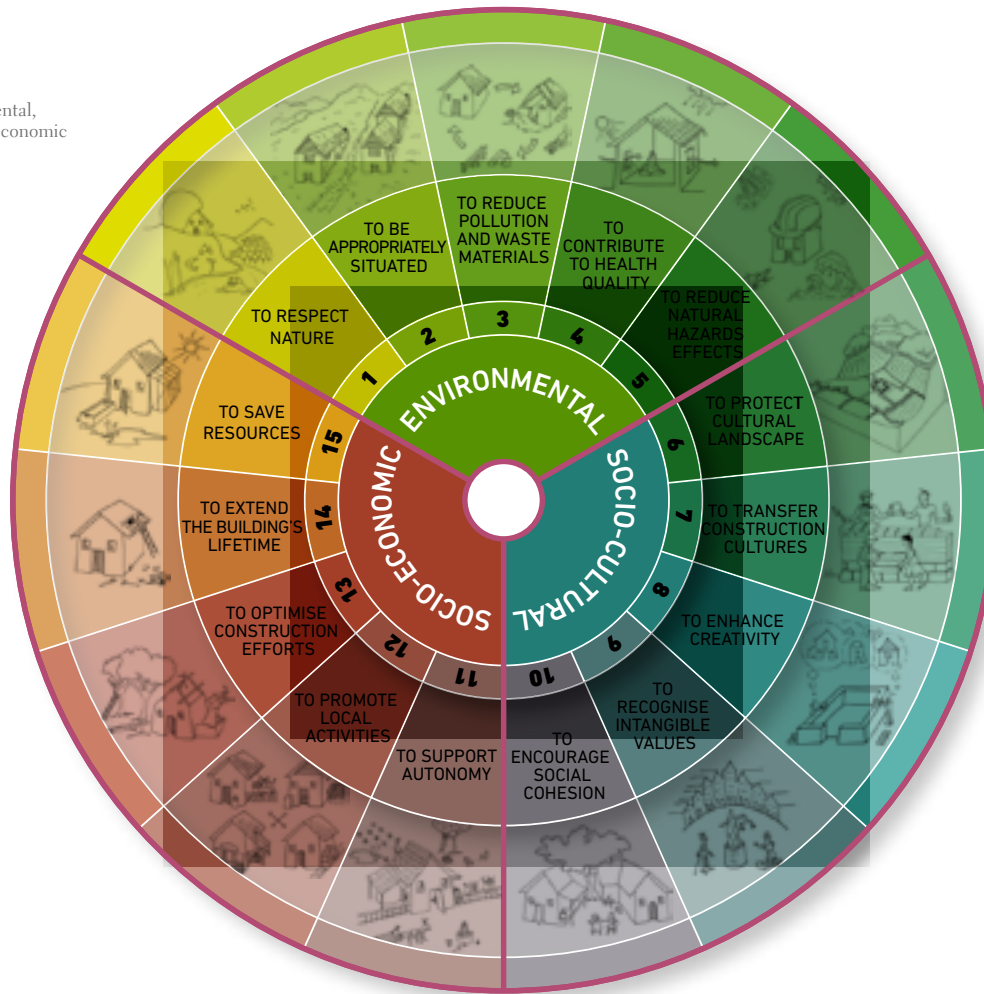 ental,
conomic
ENVIRONMENTAL
SOCIO-CULTURAL
SOCIO-ECONOMIC
1
TO RESPECT
NATURE
2
TO BE
APPROPRIATELY
SITUATED
3
TO REDUCE
POLLUTION
AND WASTE
MATERIALS
4
TO
CONTRIBUTE
TO HEALTH
QUALITY
5
TO REDUCE
NATURAL
HAZARDS
EFFECTS
6
TO PROTECT
CULTURAL
LANDSCAPE
7
TO TRANSFER
CONSTRUCTION
CULTURES
8
TO ENHANCE
CREATIVITY
9
TO
RECOGNISE
INTANGIBLE
VALUES
10
TO
ENCOURAGE
SOCIAL
COHESION
11
TO SUPPORT
AUTONOMY
12
TO PROMOTE
LOCAL
ACTIVITIES
13
TO OPTIMISE
CONSTRUCTION
EFFORTS
14
TO EXTEND
THE BUILDING'S
LIFETIME
15
TO SAVE
RESOURCES